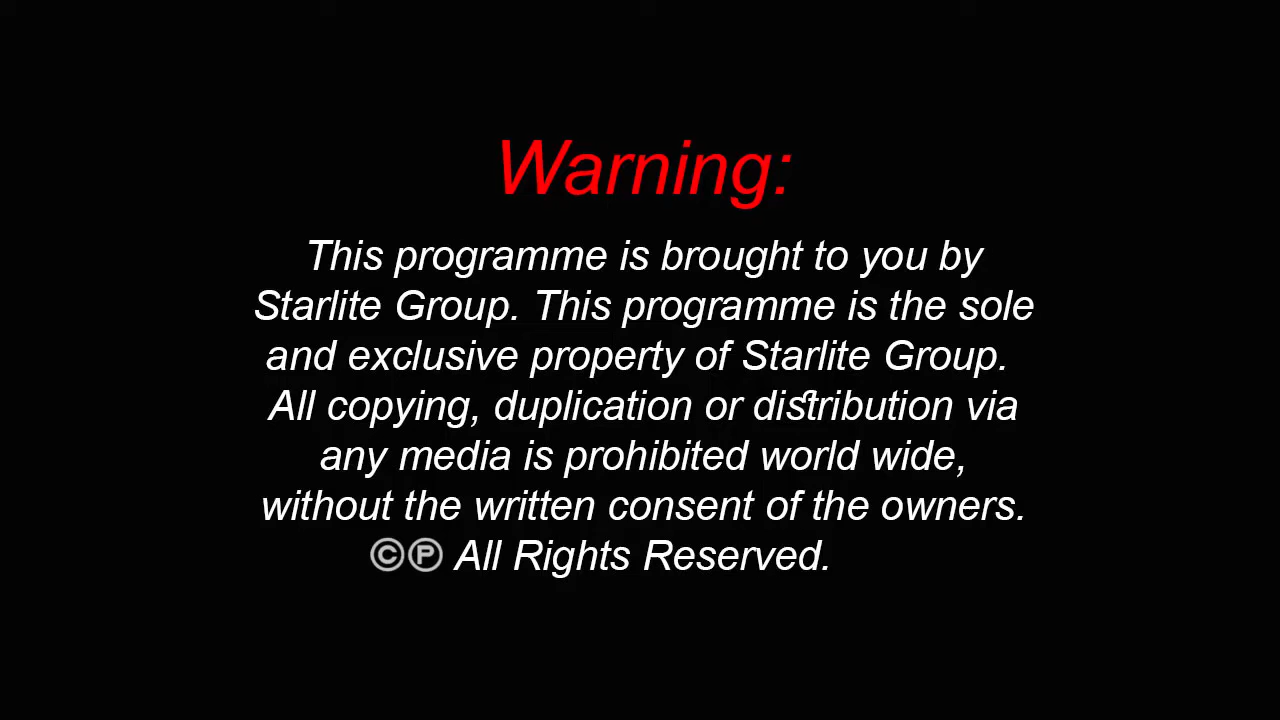 Warning:
This programme is brought to you by
Starlite Group. This programme is the sole
and exclusive property of Starlite Group.
All copying, duplication or distribution via
any media is prohibited world wide,
without the written consent of the owners.
©℗ All Rights Reserved.